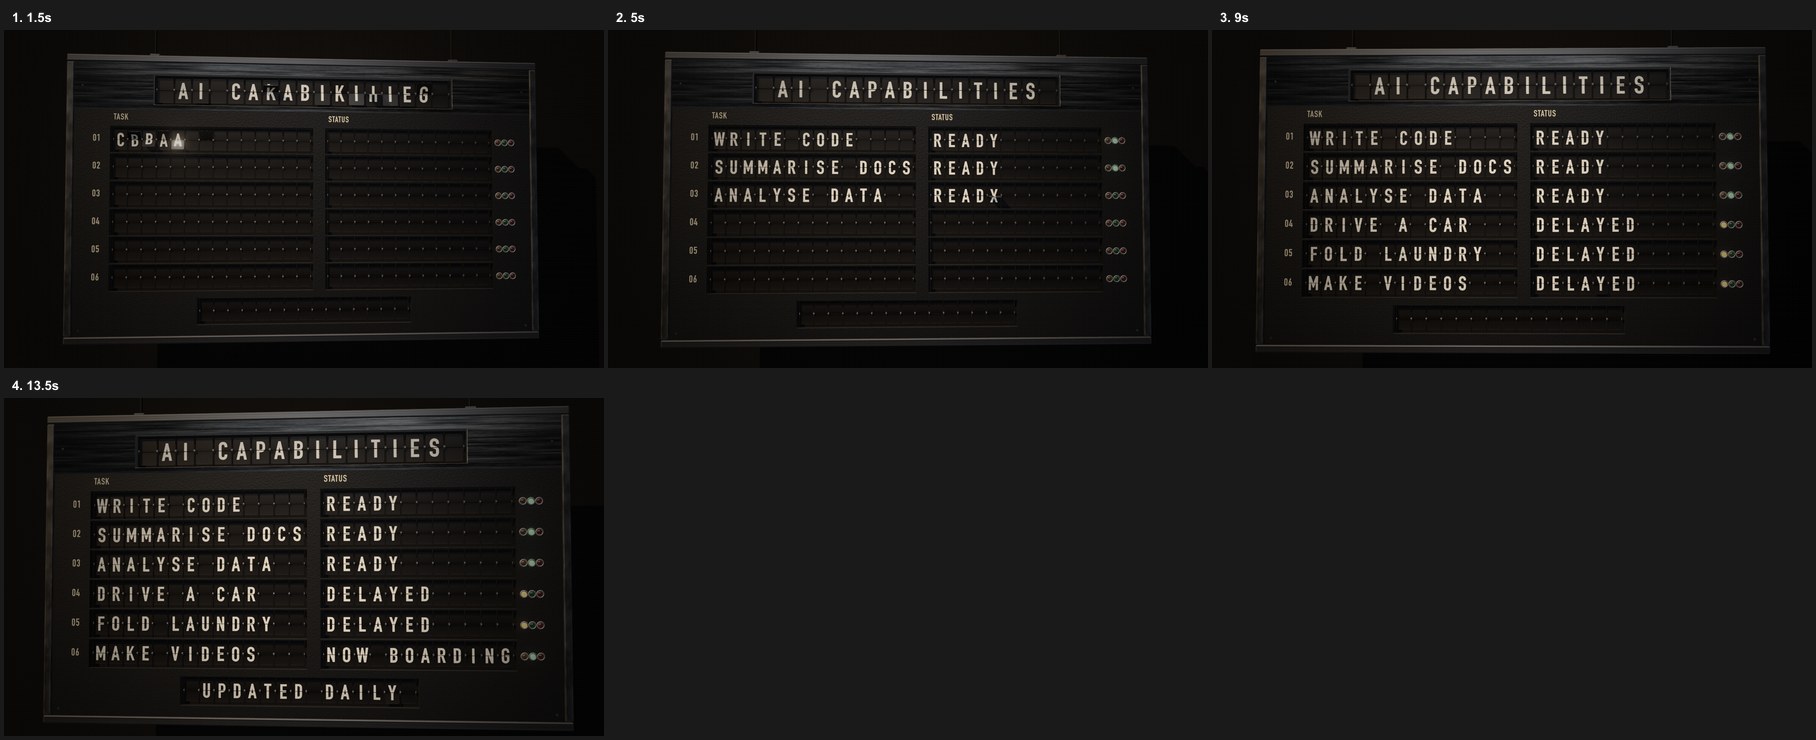 1. 1.5s
AI CAKABIKIHIEG
TASK STATUS
01 CBBAA
02
03
04
05
06
2. 5s
AI CAPABILITIES
TASK STATUS
01 WRITE CODE READY
02 SUMMARISE DOCS READY
03 ANALYSE DATA READX
04
05
06
3. 9s
AI CAPABILITIES
TASK STATUS
01 WRITE CODE READY
02 SUMMARISE DOCS READY
03 ANALYSE DATA READY
04 DRIVE A CAR DELAYED
05 FOLD LAUNDRY DELAYED
06 MAKE VIDEOS DELAYED
4. 13.5s
AI CAPABILITIES
TASK STATUS
01 WRITE CODE READY
02 SUMMARISE DOCS READY
03 ANALYSE DATA READY
04 DRIVE A CAR DELAYED
05 FOLD LAUNDRY DELAYED
06 MAKE VIDEOS NOW BOARDING
UPDATED DAILY